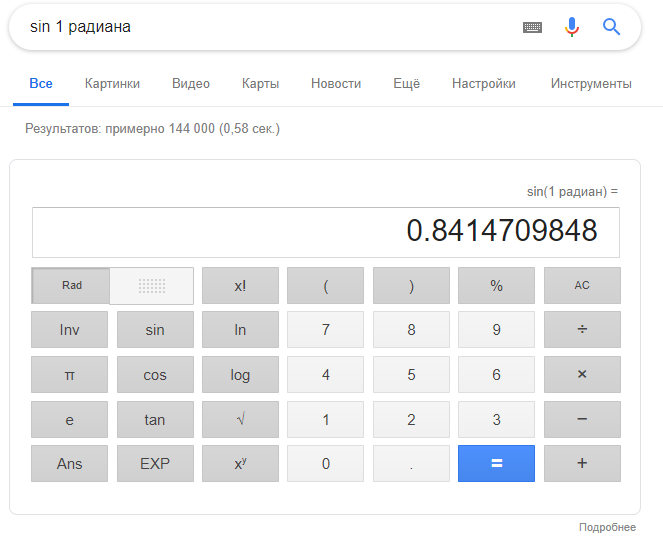 sin 1 радиана
Все Картинки Видео Карты Новости Ещё Настройки Инструменты
Результатов: примерно 144 000 (0,58 сек.)
sin(1 радиан) =
0.8414709848
Rad x! ( ) % AC
Inv sin ln 7 8 9 ÷
π cos log 4 5 6 ×
e tan √ 1 2 3 −
Ans EXP xʸ 0 . = +
Подробнее